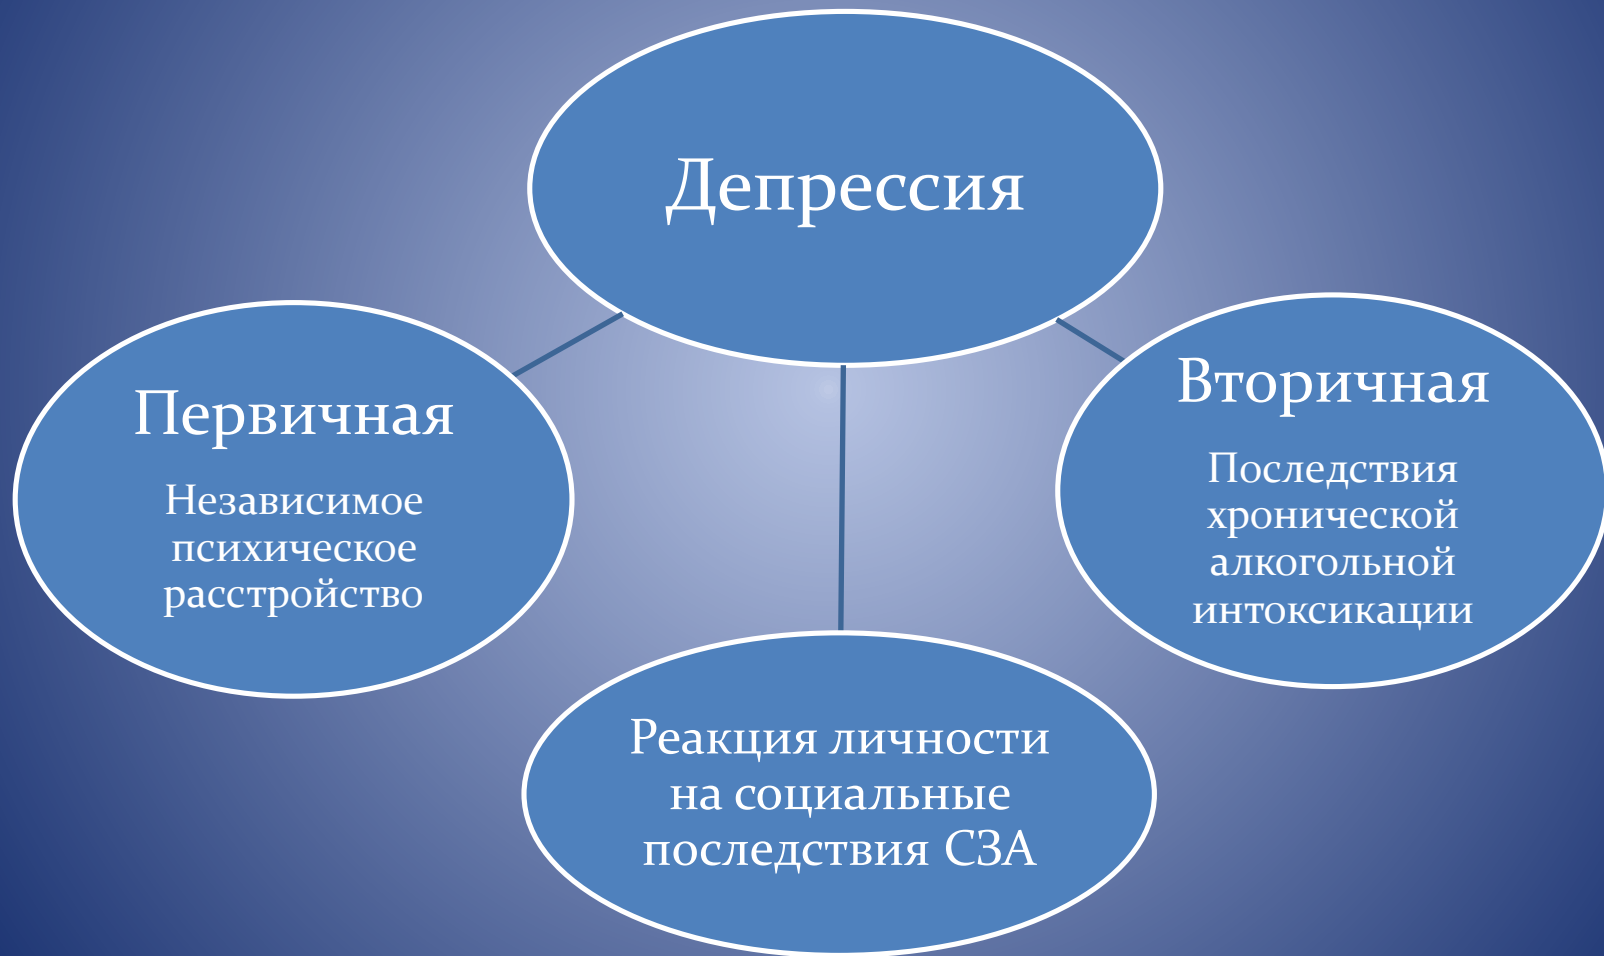 Депрессия
Первичная
Независимое
психическое
расстройство
Вторичная
Последствия
хронической
алкогольной
интоксикации
Реакция личности
на социальные
последствия СЗА